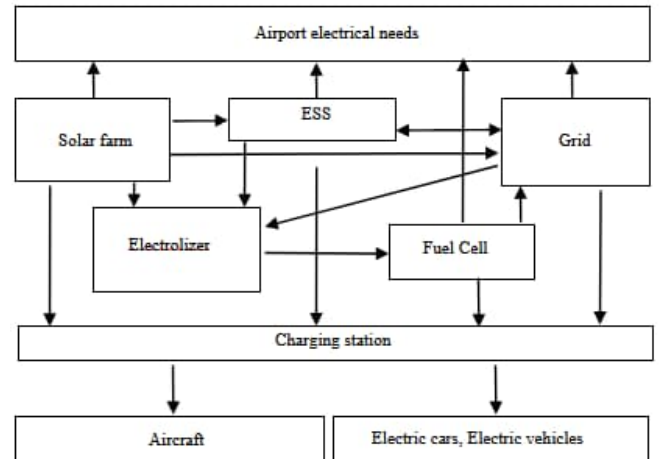 Airport electrical needs
ESS
Solar farm
Grid
Electrolizer
Fuel Cell
Charging station
Aircraft
Electric cars, Electric vehicles